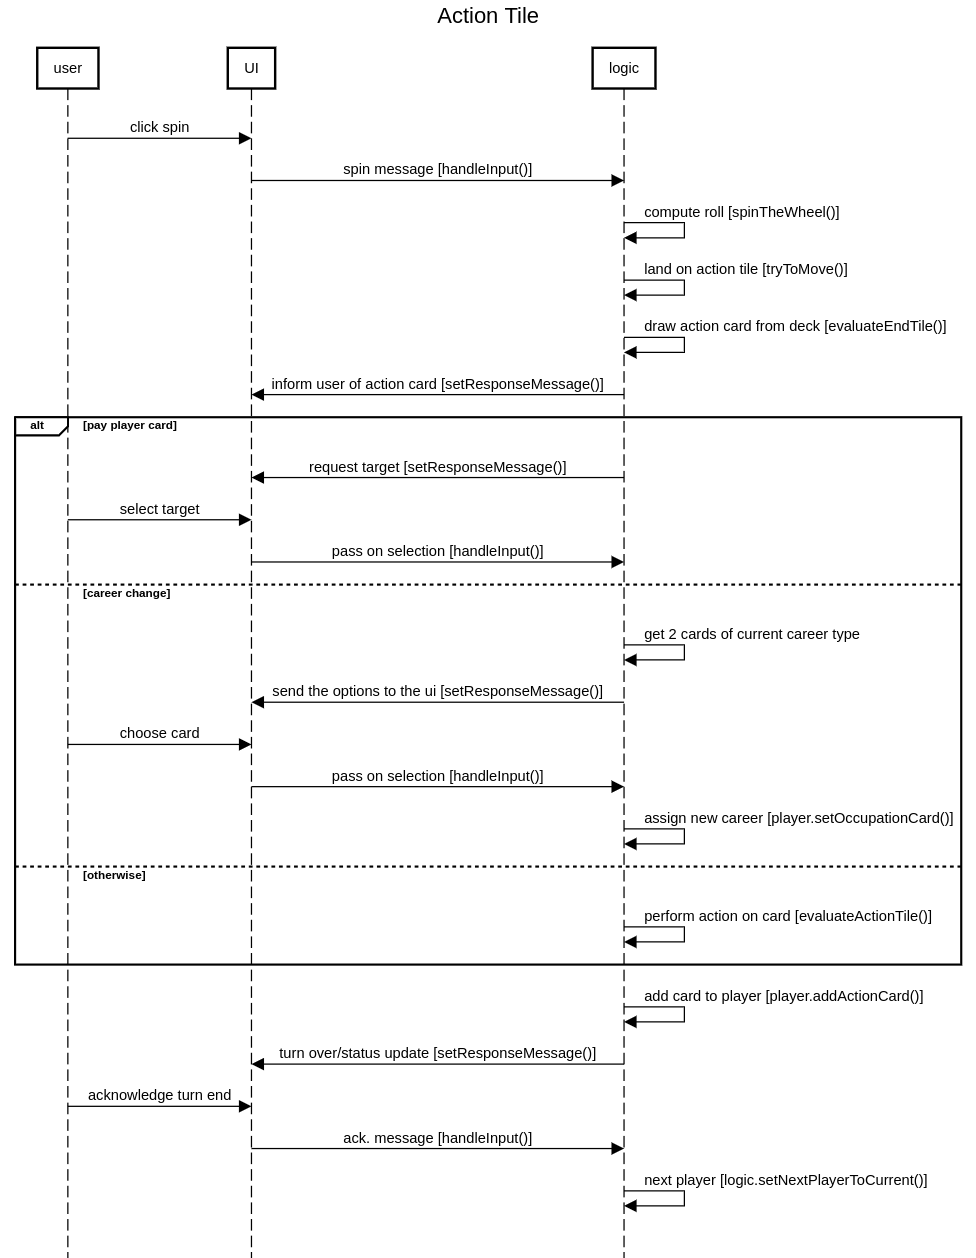 Action Tile
user
UI
logic
click spin
spin message [handleInput()]
compute roll [spinTheWheel()]
land on action tile [tryToMove()]
draw action card from deck [evaluateEndTile()]
inform user of action card [setResponseMessage()]
alt
[pay player card]
request target [setResponseMessage()]
select target
pass on selection [handleInput()]
[career change]
get 2 cards of current career type
send the options to the ui [setResponseMessage()]
choose card
pass on selection [handleInput()]
assign new career [player.setOccupationCard()]
[otherwise]
perform action on card [evaluateActionTile()]
add card to player [player.addActionCard()]
turn over/status update [setResponseMessage()]
acknowledge turn end
ack. message [handleInput()]
next player [logic.setNextPlayerToCurrent()]